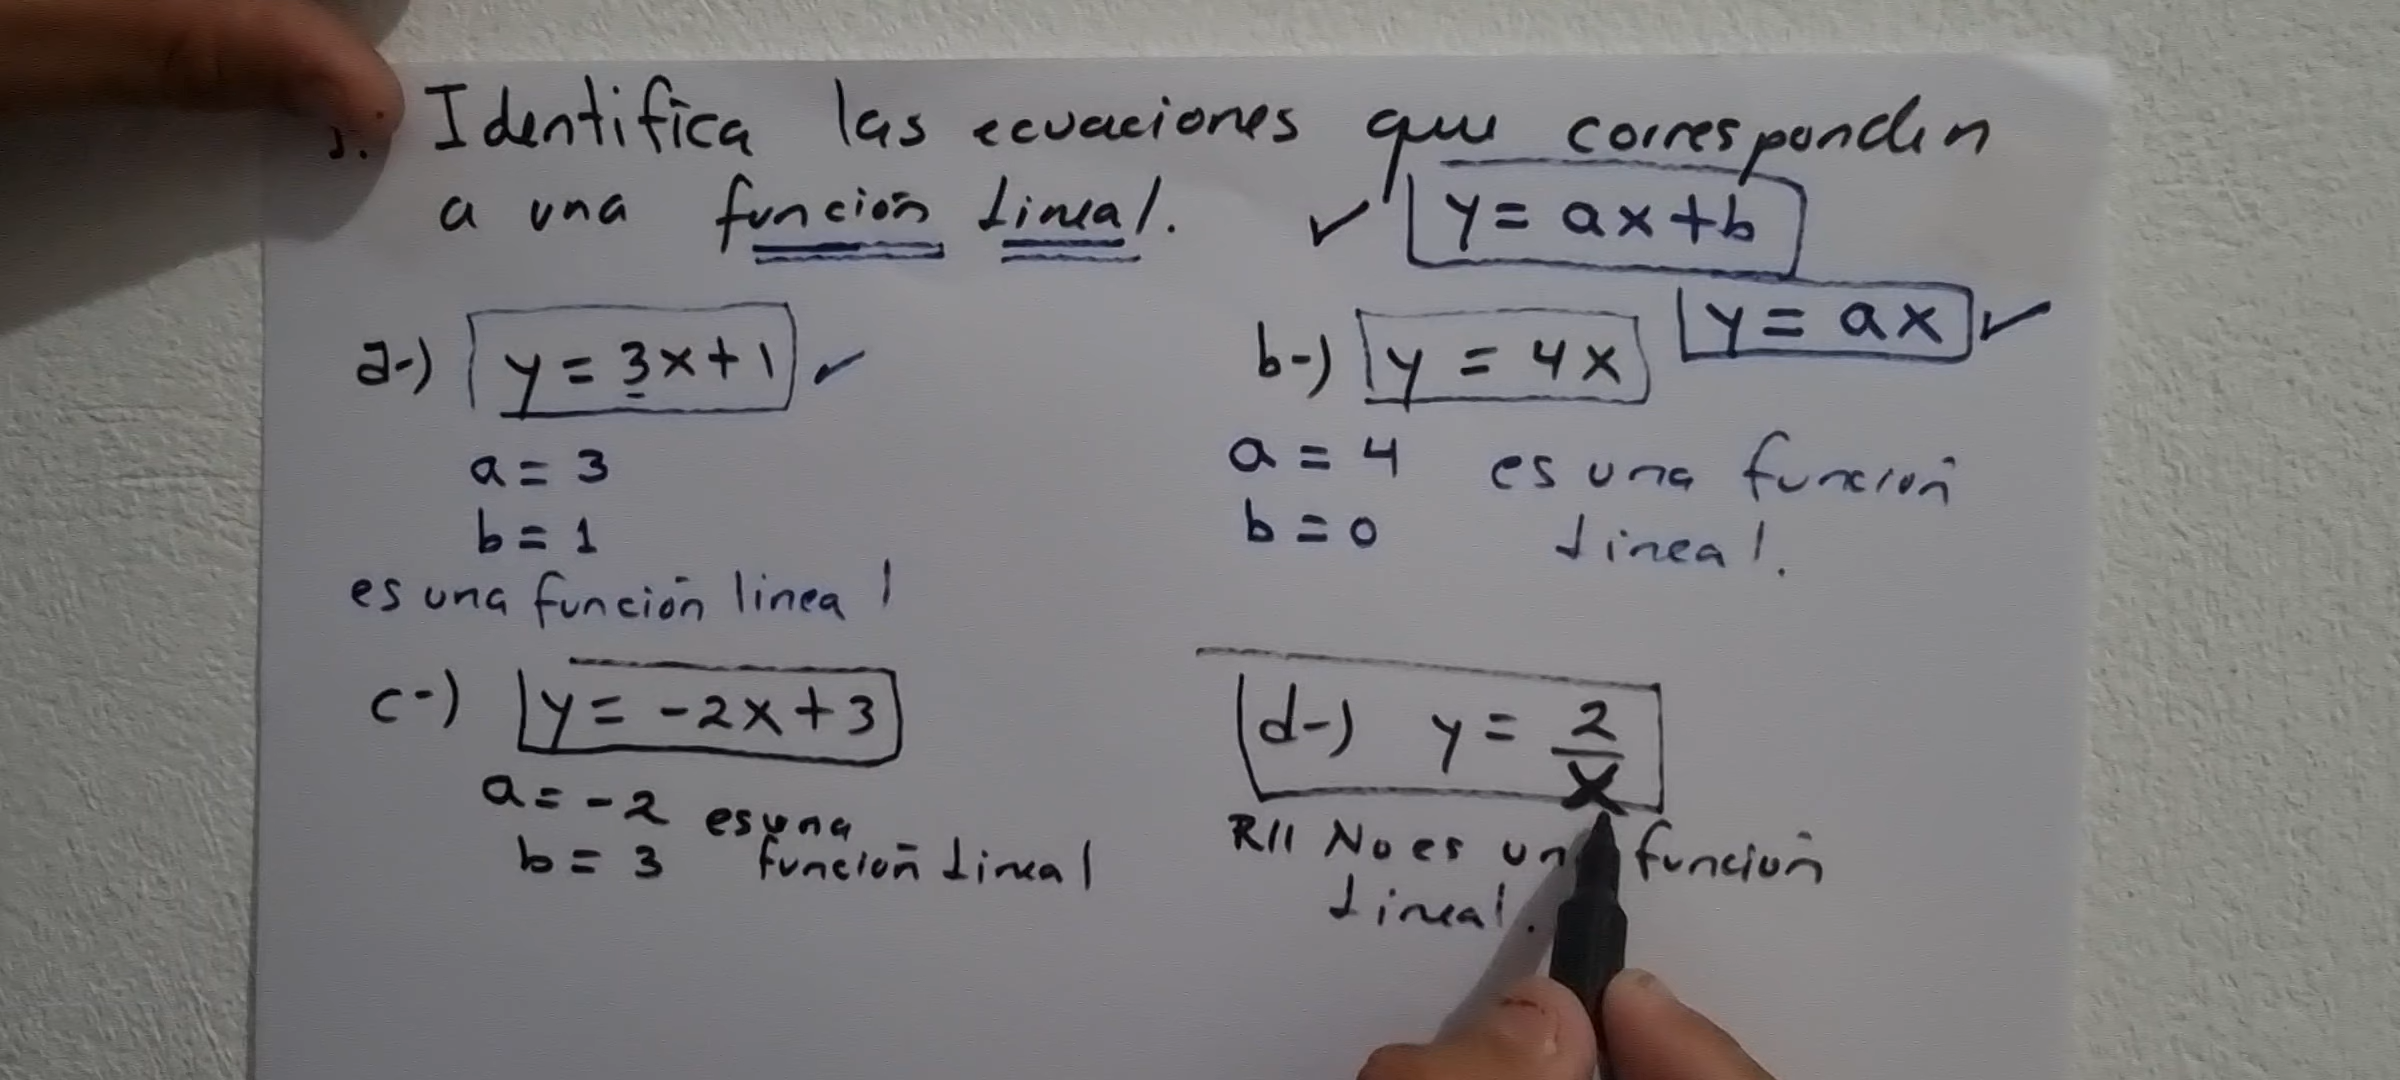 Identifica las ecuaciones que corresponden
a una función lineal.
y = ax + b
y = ax
a-) y = 3x + 1
a = 3
b = 1
es una función lineal
b-) y = 4x
a = 4
b = 0
es una función
lineal.
c-) y = -2x + 3
a = -2
b = 3
es una
función lineal
d-) y = 2/x
R// No es una función
lineal.